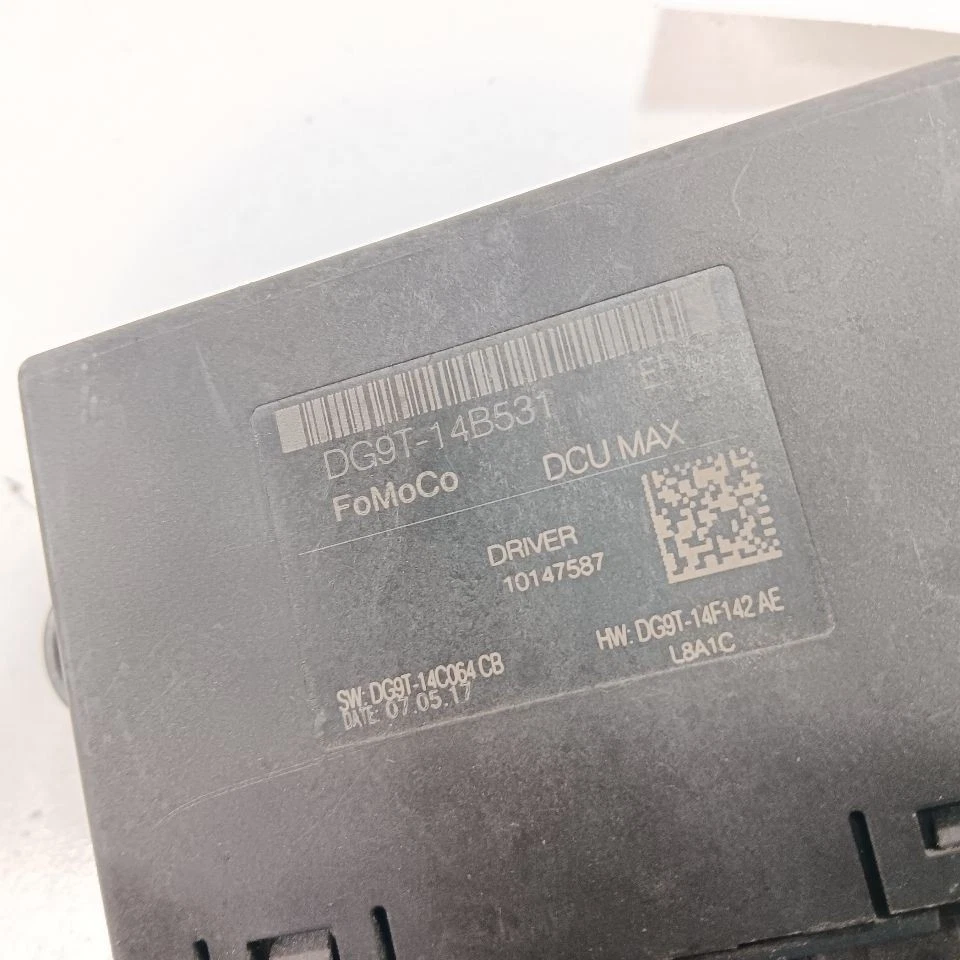 DG9T-14B531
FoMoCo DCU MAX
DRIVER
10147587
SW: DG9T-14C064 CB HW: DG9T-14F142 AE
DATE: 07.05.17 L8A1C